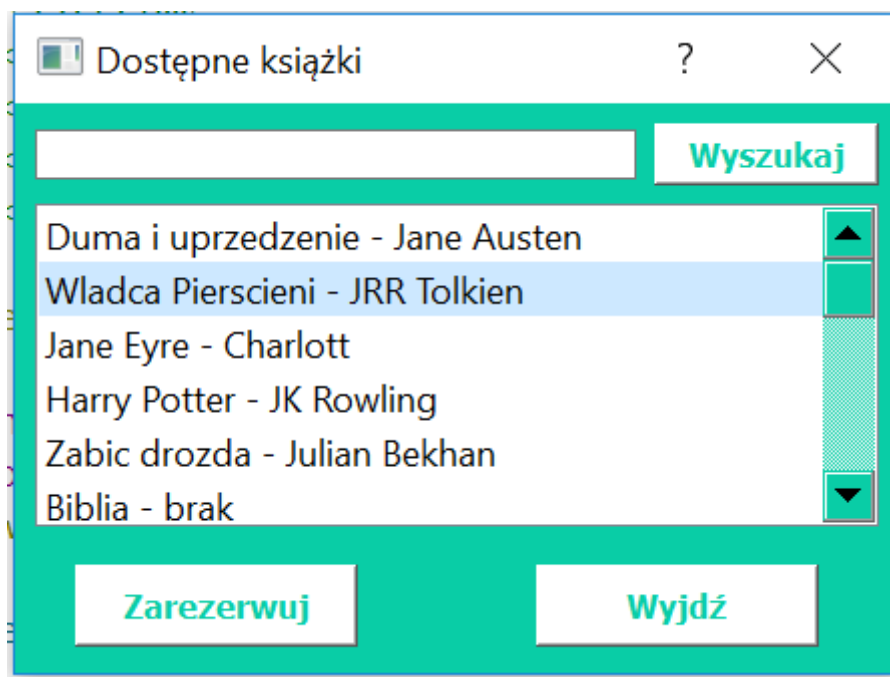 Dostępne książki
?
Wyszukaj
Duma i uprzedzenie - Jane Austen
Wladca Pierscieni - JRR Tolkien
Jane Eyre - Charlott
Harry Potter - JK Rowling
Zabic drozda - Julian Bekhan
Biblia - brak
Zarezerwuj
Wyjdź